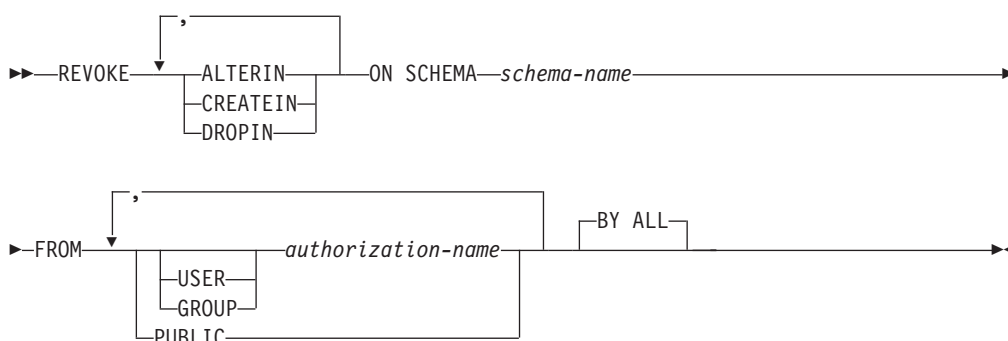 ,
REVOKE ALTERIN ON SCHEMA schema-name
CREATEIN
DROPIN
,
BY ALL
FROM authorization-name
USER
GROUP
PUBLIC